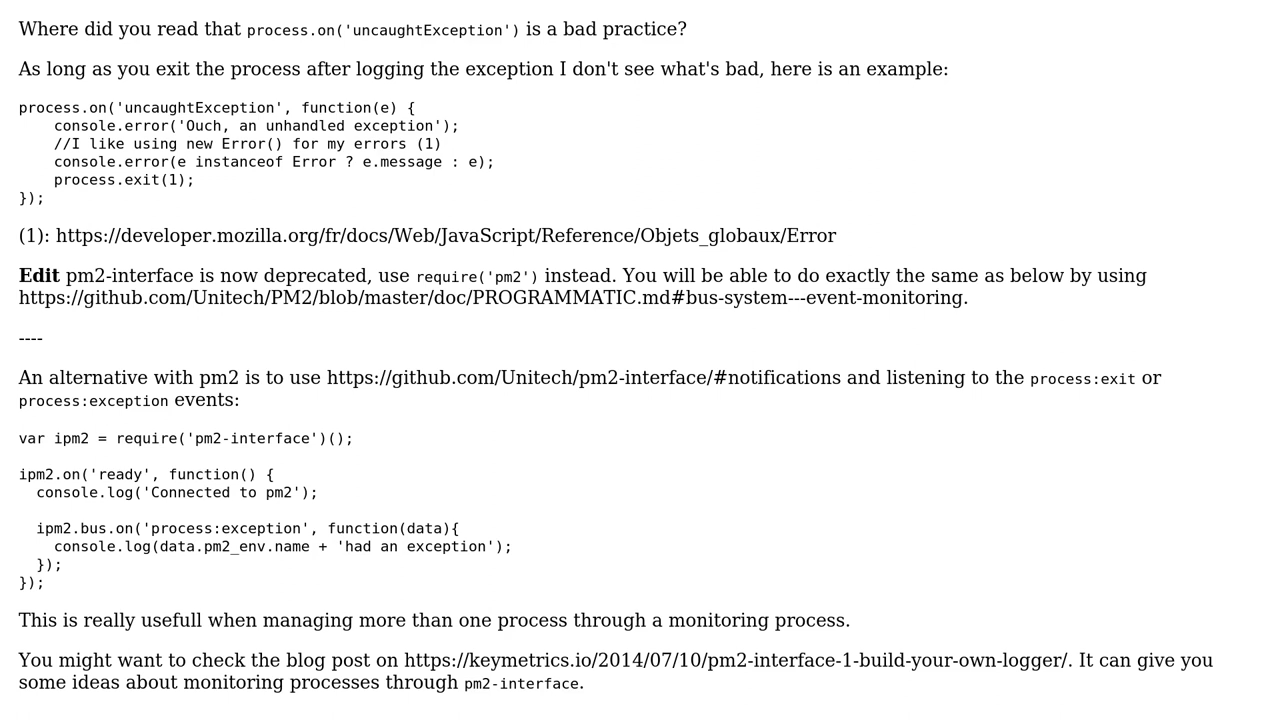 Where did you read that process.on('uncaughtException') is a bad practice?
As long as you exit the process after logging the exception I don't see what's bad, here is an example:
process.on('uncaughtException', function(e) {
    console.error('Ouch, an unhandled exception');
    //I like using new Error() for my errors (1)
    console.error(e instanceof Error ? e.message : e);
    process.exit(1);
});
(1): https://developer.mozilla.org/fr/docs/Web/JavaScript/Reference/Objets_globaux/Error
Edit pm2-interface is now deprecated, use require('pm2') instead. You will be able to do exactly the same as below by using
https://github.com/Unitech/PM2/blob/master/doc/PROGRAMMATIC.md#bus-system---event-monitoring.
----
An alternative with pm2 is to use https://github.com/Unitech/pm2-interface/#notifications and listening to the process:exit or
process:exception events:
var ipm2 = require('pm2-interface')();
ipm2.on('ready', function() {
  console.log('Connected to pm2');
  ipm2.bus.on('process:exception', function(data){
    console.log(data.pm2_env.name + 'had an exception');
  });
});
This is really usefull when managing more than one process through a monitoring process.
You might want to check the blog post on https://keymetrics.io/2014/07/10/pm2-interface-1-build-your-own-logger/. It can give you
some ideas about monitoring processes through pm2-interface.